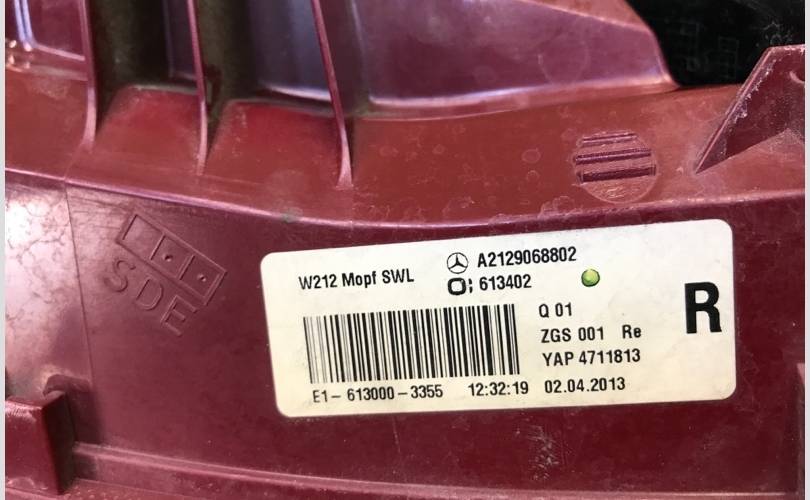 SDE
W212 Mopf SWL
A2129068802
613402
Q 01
ZGS 001 Re
YAP 4711813
E1- 613000 - 3355 12:32:19 02.04.2013
R